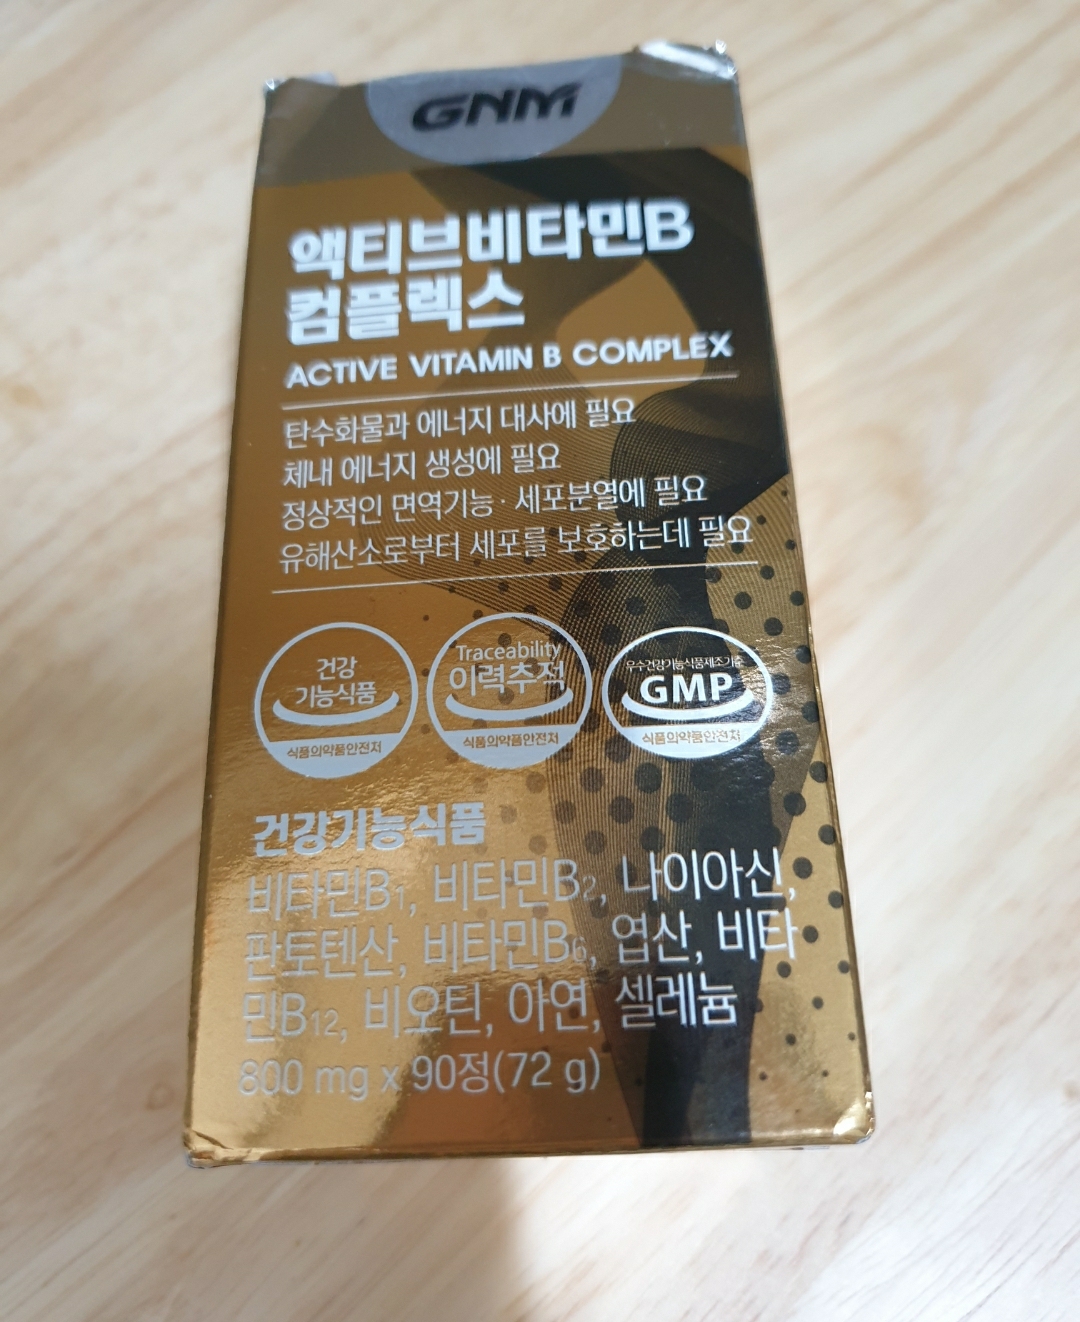 GNM
액티브비타민B
컴플렉스
ACTIVE VITAMIN B COMPLEX
탄수화물과 에너지 대사에 필요
체내 에너지 생성에 필요
정상적인 면역기능 · 세포분열에 필요
유해산소로부터 세포를 보호하는데 필요
건강
기능식품
식품의약품안전처
Traceability
이력추적
식품의약품안전처
우수건강기능식품제조기준
GMP
식품의약품안전처
건강기능식품
비타민B1, 비타민B2, 나이아신,
판토텐산, 비타민B6, 엽산, 비타
민B12, 비오틴, 아연, 셀레늄
800 mg x 90정(72 g)